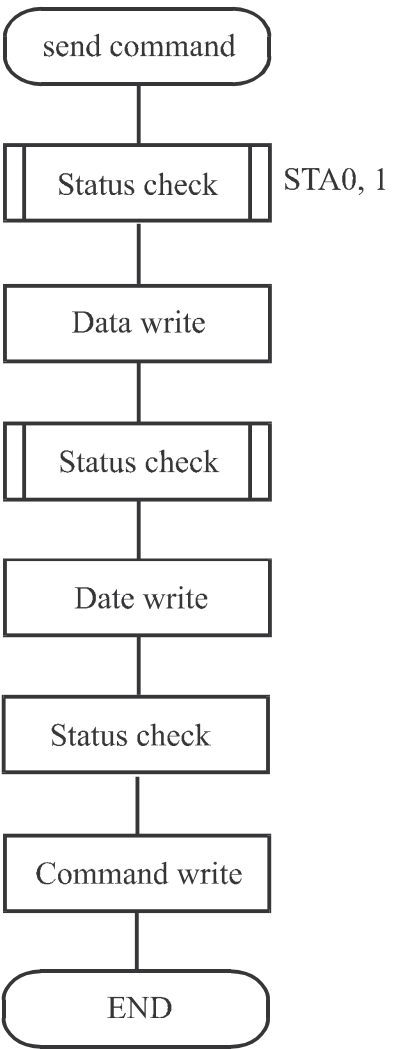 send command
Status check
STA0, 1
Data write
Status check
Date write
Status check
Command write
END